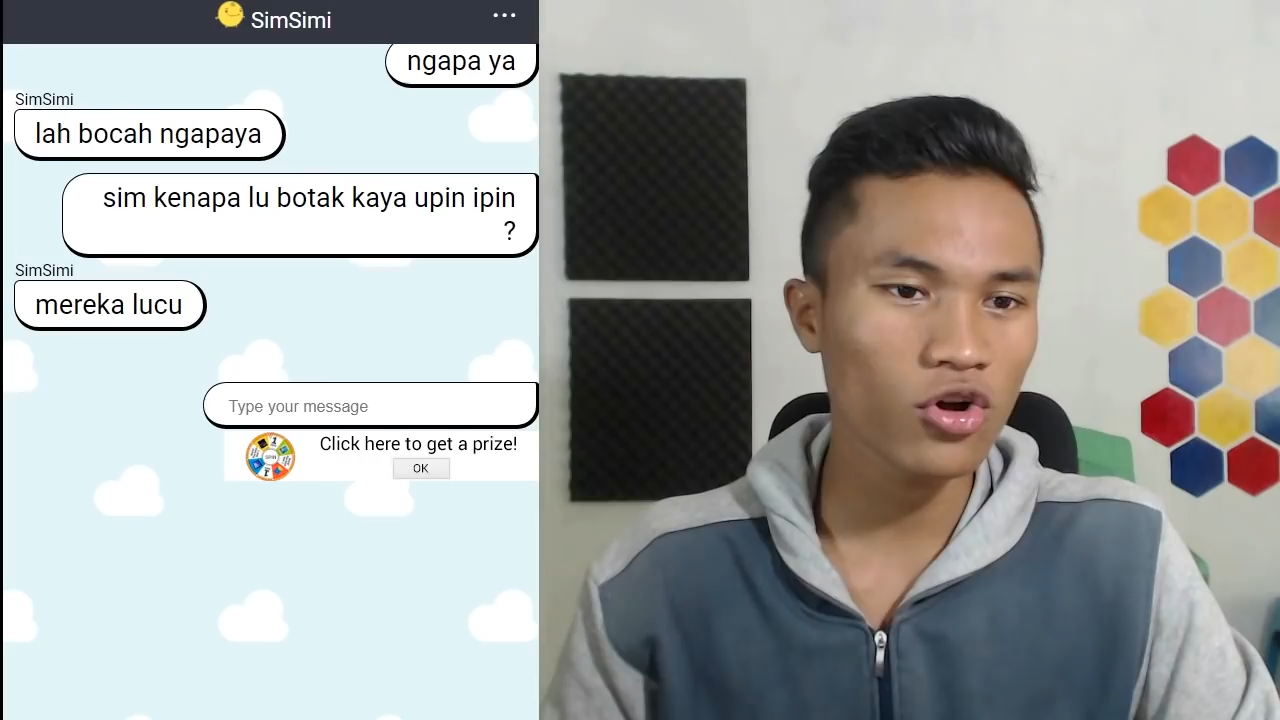 SimSimi
ngapa ya
SimSimi
lah bocah ngapaya
sim kenapa lu botak kaya upin ipin
?
SimSimi
mereka lucu
Type your message
Click here to get a prize!
OK